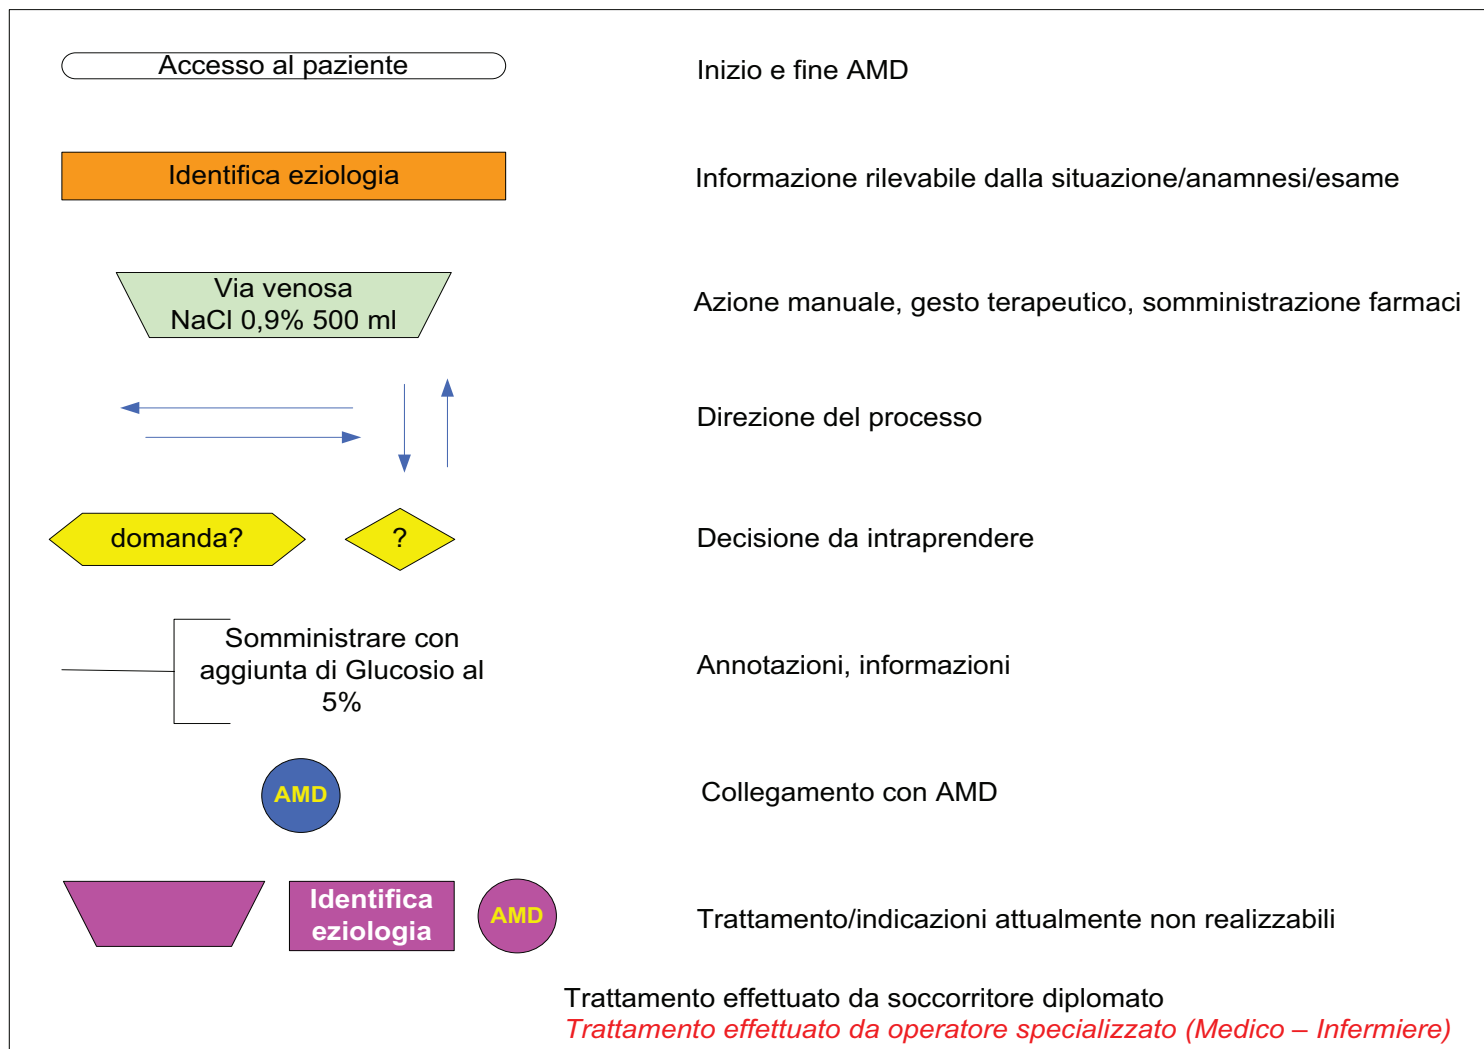 Accesso al paziente
Inizio e fine AMD
Identifica eziologia
Informazione rilevabile dalla situazione/anamnesi/esame
Via venosa
NaCl 0,9% 500 ml
Azione manuale, gesto terapeutico, somministrazione farmaci
Direzione del processo
domanda?
?
Decisione da intraprendere
Somministrare con
aggiunta di Glucosio al
5%
Annotazioni, informazioni
AMD
Collegamento con AMD
Identifica
eziologia
AMD
Trattamento/indicazioni attualmente non realizzabili
Trattamento effettuato da soccorritore diplomato
Trattamento effettuato da operatore specializzato (Medico – Infermiere)